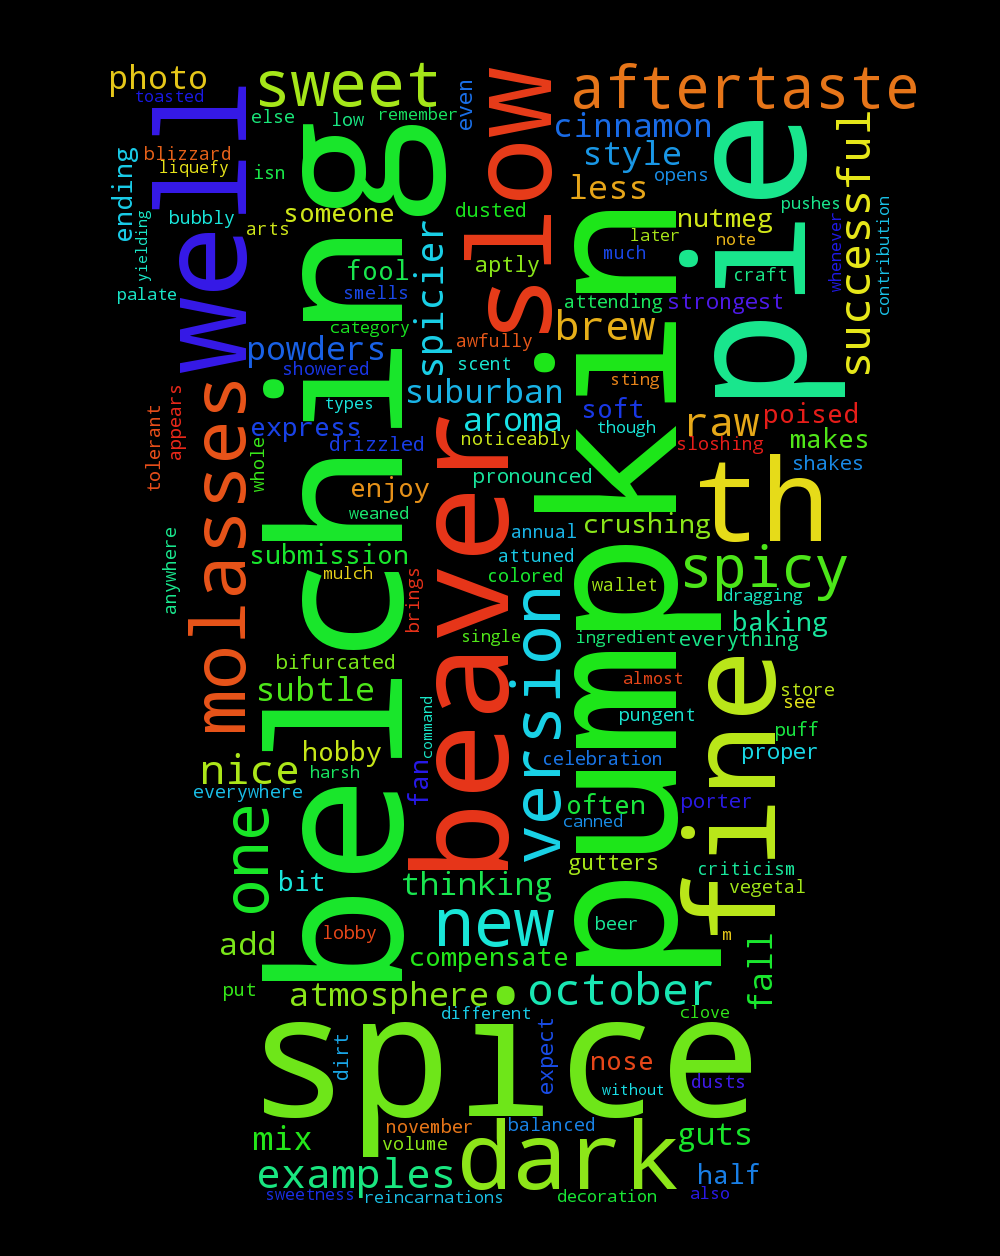 photo
sweet
slow
aftertaste
toasted
well
else
low
remember
even
cinnamon
pie
successful
belching
blizzard
liquefy
isn
style
opens
ending
less
bubbly
someone
arts
dusted
nutmeg
pushes
contribution
yielding
spicier
aptly
pumpkin
later
note
whenever
much
palate
fool
smells
category
craft
attending
strongest
brew
powders
awfully
showered
scent
sting
molasses
types
suburban
soft
raw
poised
tolerant
appears
express
drizzled
aroma
noticeably
though
sloshing
makes
whole
beaver
pronounced
shakes
th
enjoy
weaned
annual
crushing
anywhere
submission
attuned
spicy
mulch
colored
wallet
dragging
brings
version
baking
bifurcated
single
ingredient
everything
subtle
almost
fine
store
see
command
pungent
puff
nice
hobby
harsh
fan
celebration
proper
everywhere
one
often
porter
canned
gutters
criticism
bit
thinking
vegetal
add
lobby
new
beer
m
fall
put
compensate
atmosphere
october
different
clove
spice
dirt
expect
nose
without
dusts
mix
november
volume
balanced
guts
dark
examples
half
sweetness
reincarnations
decoration
also